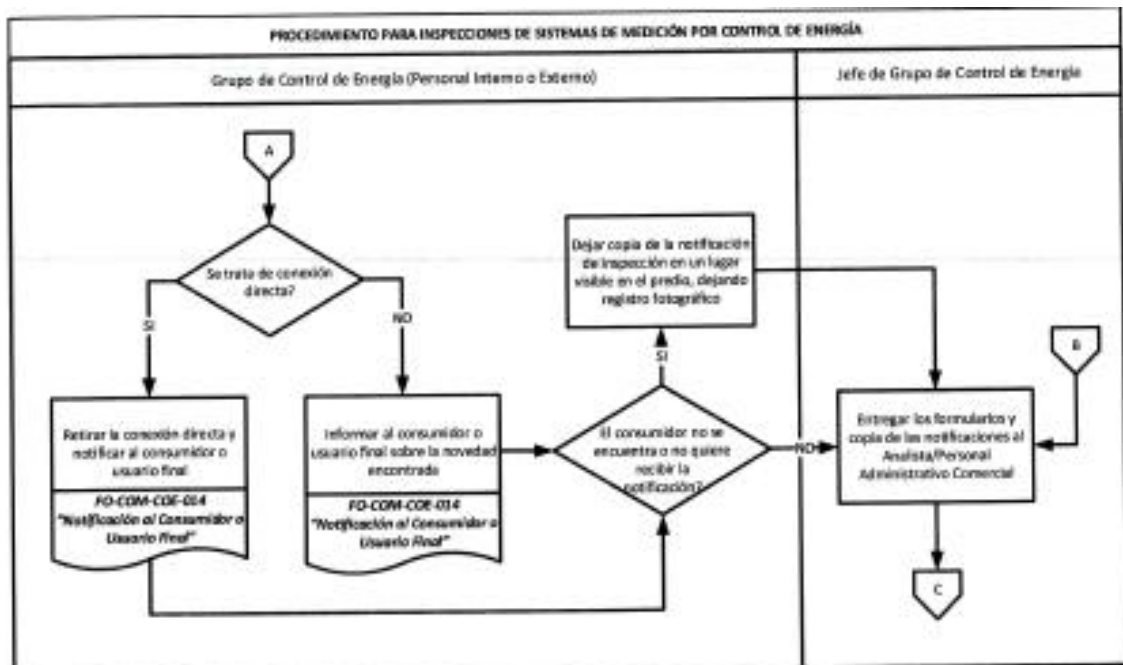 PROCEDIMIENTO PARA INSPECCIONES DE SISTEMAS DE MEDICIÓN POR CONTROL DE ENERGÍA
Grupo de Control de Energía (Personal Interno o Externo)
Jefe de Grupo de Control de Energía
A
Se trata de conexión
directa?
SI
NO
Retirar la conexión directa y
notificar al consumidor o
usuario final
FO-COM-COE-014
"Notificación al Consumidor o
Usuario Final"
Informar al consumidor o
usuario final sobre la novedad
encontrada
FO-COM-COE-014
"Notificación al Consumidor o
Usuario Final"
Dejar copia de la notificación
de inspección en un lugar
visible en el predio, dejando
registro fotográfico
SI
El consumidor no se
encuentra o no quiere
recibir la
notificación?
NO
B
Entregar los formularios y
copia de las notificaciones al
Analista/Personal
Administrativo Comercial
C